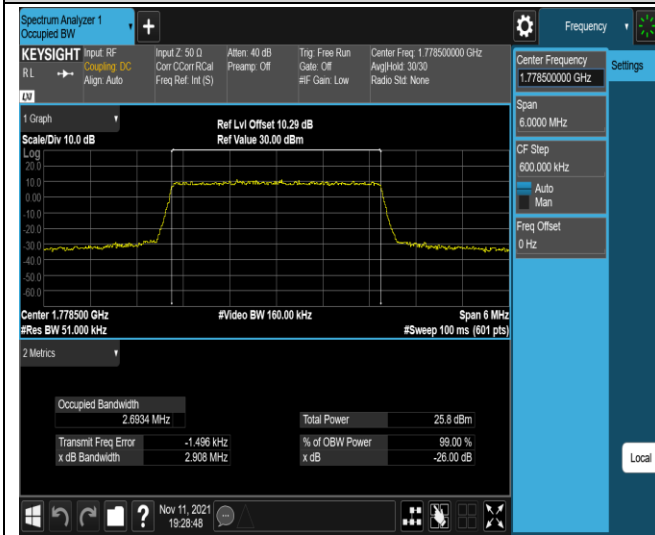 Spectrum Analyzer 1
Occupied BW
+
Frequency
KEYSIGHT
RL
LXI
Input: RF
Coupling: DC
Align: Auto
Input Z: 50 Ω
Corr CCorr RCal
Freq Ref: Int (S)
Atten: 40 dB
Preamp: Off
Trig: Free Run
Gate: Off
#IF Gain: Low
Center Freq: 1.778500000 GHz
Avg|Hold: 30/30
Radio Std: None
Center Frequency
1.778500000 GHz
Settings
Span
6.0000 MHz
CF Step
600.000 kHz
Auto
Man
Freq Offset
0 Hz
1 Graph
Scale/Div 10.0 dB
Ref Lvl Offset 10.29 dB
Ref Value 30.00 dBm
Log
20.0
10.0
0.00
-10.0
-20.0
-30.0
-40.0
-50.0
-60.0
Center 1.778500 GHz
#Video BW 160.00 kHz
Span 6 MHz
#Res BW 51.000 kHz
#Sweep 100 ms (601 pts)
2 Metrics
Occupied Bandwidth
2.6934 MHz
Total Power 25.8 dBm
Transmit Freq Error -1.496 kHz
% of OBW Power 99.00 %
x dB Bandwidth 2.908 MHz
x dB -26.00 dB
Local
?
Nov 11, 2021
19:28:48